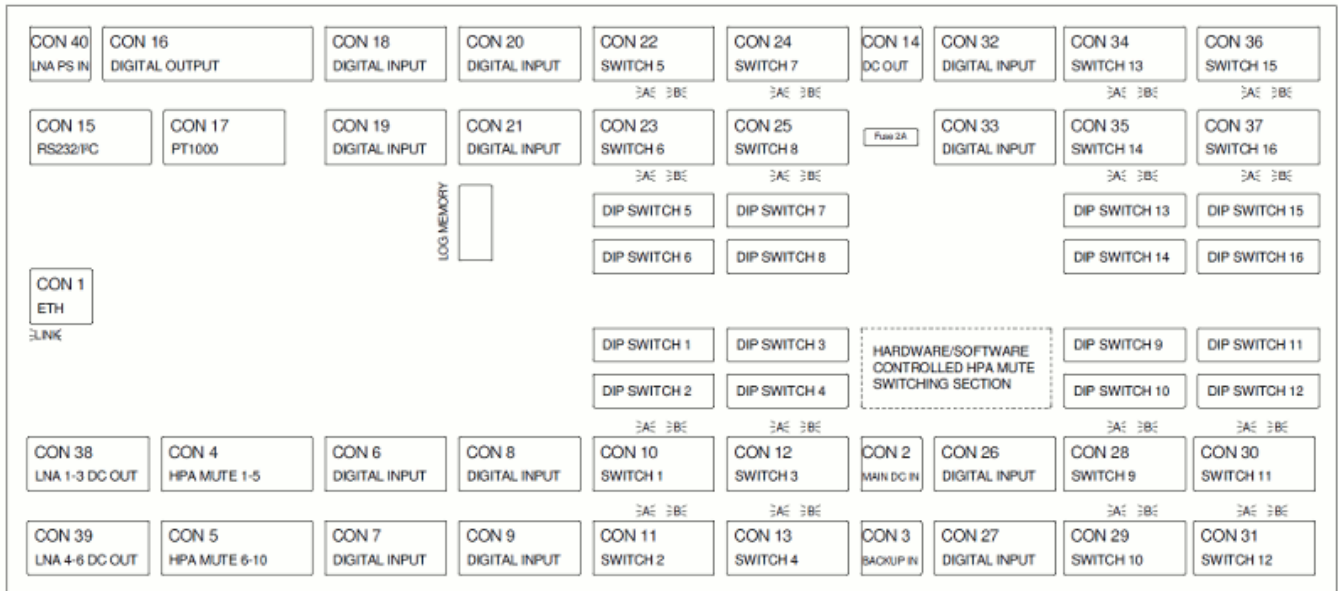 CON 40
LNA PS IN
CON 16
DIGITAL OUTPUT
CON 18
DIGITAL INPUT
CON 20
DIGITAL INPUT
CON 22
SWITCH 5
CON 24
SWITCH 7
CON 14
DC OUT
CON 32
DIGITAL INPUT
CON 34
SWITCH 13
CON 36
SWITCH 15
A B
A B
A B
A B
CON 15
RS232/I²C
CON 17
PT1000
CON 19
DIGITAL INPUT
CON 21
DIGITAL INPUT
CON 23
SWITCH 6
CON 25
SWITCH 8
Fuse 2A
CON 33
DIGITAL INPUT
CON 35
SWITCH 14
CON 37
SWITCH 16
A B
A B
A B
A B
LOG MEMORY
DIP SWITCH 5
DIP SWITCH 7
DIP SWITCH 13
DIP SWITCH 15
DIP SWITCH 6
DIP SWITCH 8
DIP SWITCH 14
DIP SWITCH 16
CON 1
ETH
LINK
DIP SWITCH 1
DIP SWITCH 3
HARDWARE/SOFTWARE
CONTROLLED HPA MUTE
SWITCHING SECTION
DIP SWITCH 9
DIP SWITCH 11
DIP SWITCH 2
DIP SWITCH 4
DIP SWITCH 10
DIP SWITCH 12
A B
A B
A B
A B
CON 38
LNA 1-3 DC OUT
CON 4
HPA MUTE 1-5
CON 6
DIGITAL INPUT
CON 8
DIGITAL INPUT
CON 10
SWITCH 1
CON 12
SWITCH 3
CON 2
MAIN DC IN
CON 26
DIGITAL INPUT
CON 28
SWITCH 9
CON 30
SWITCH 11
A B
A B
A B
A B
CON 39
LNA 4-6 DC OUT
CON 5
HPA MUTE 6-10
CON 7
DIGITAL INPUT
CON 9
DIGITAL INPUT
CON 11
SWITCH 2
CON 13
SWITCH 4
CON 3
BACKUP IN
CON 27
DIGITAL INPUT
CON 29
SWITCH 10
CON 31
SWITCH 12